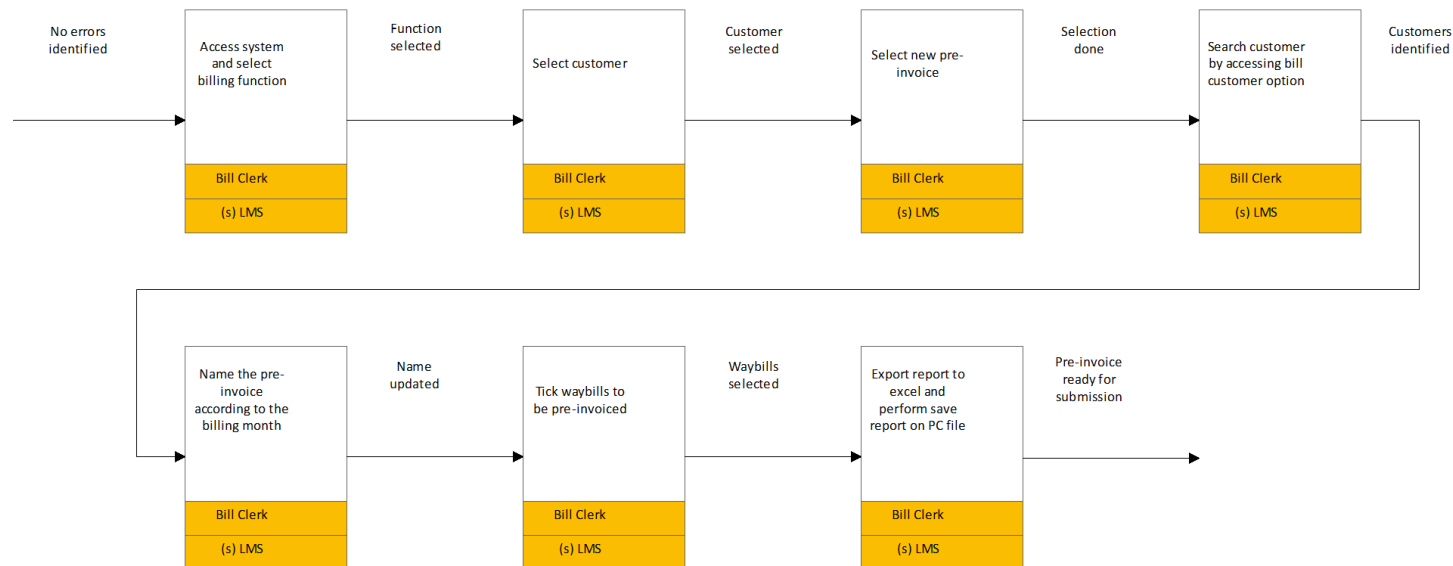 No errors
identified
Access system
and select
billing function
Bill Clerk
(s) LMS
Function
selected
Select customer
Bill Clerk
(s) LMS
Customer
selected
Select new pre-
invoice
Bill Clerk
(s) LMS
Selection
done
Search customer
by accessing bill
customer option
Bill Clerk
(s) LMS
Customers
identified
Name the pre-
invoice
according to the
billing month
Bill Clerk
(s) LMS
Name
updated
Tick waybills to
be pre-invoiced
Bill Clerk
(s) LMS
Waybills
selected
Export report to
excel and
perform save
report on PC file
Bill Clerk
(s) LMS
Pre-invoice
ready for
submission